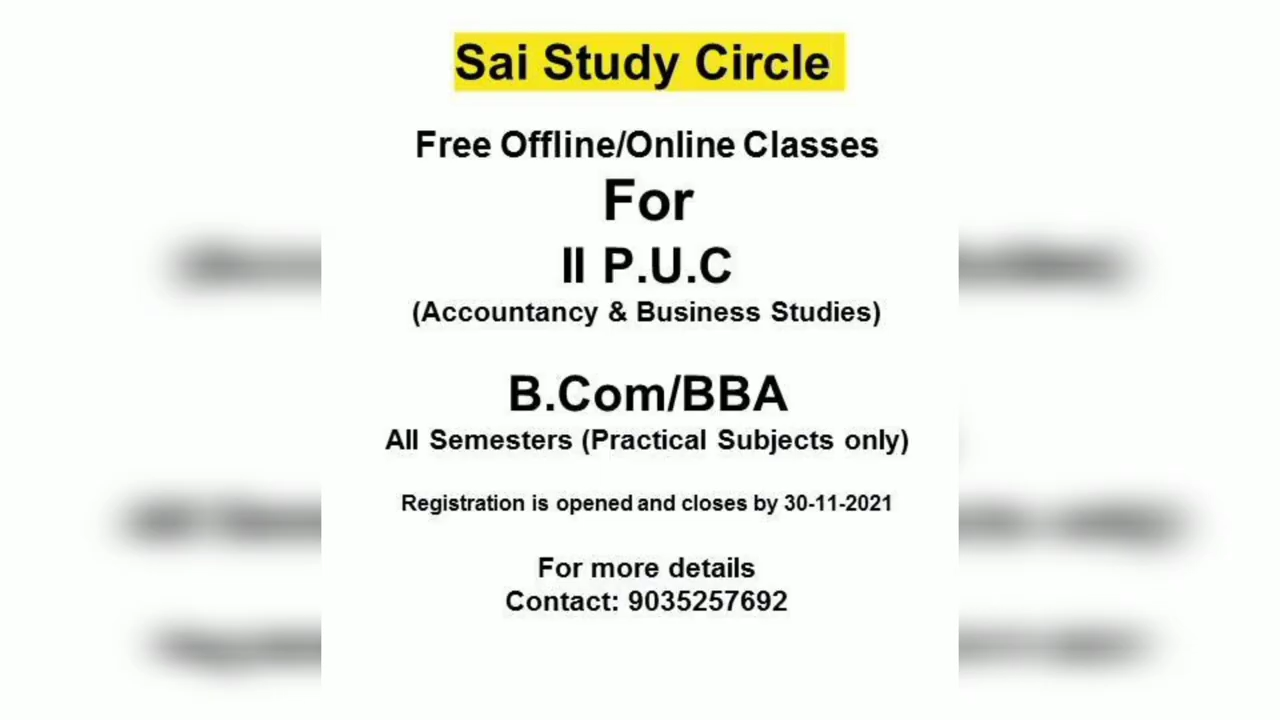 Sai Study Circle
Free Offline/Online Classes
For
II P.U.C
(Accountancy & Business Studies)
B.Com/BBA
All Semesters (Practical Subjects only)
Registration is opened and closes by 30-11-2021
For more details
Contact: 9035257692